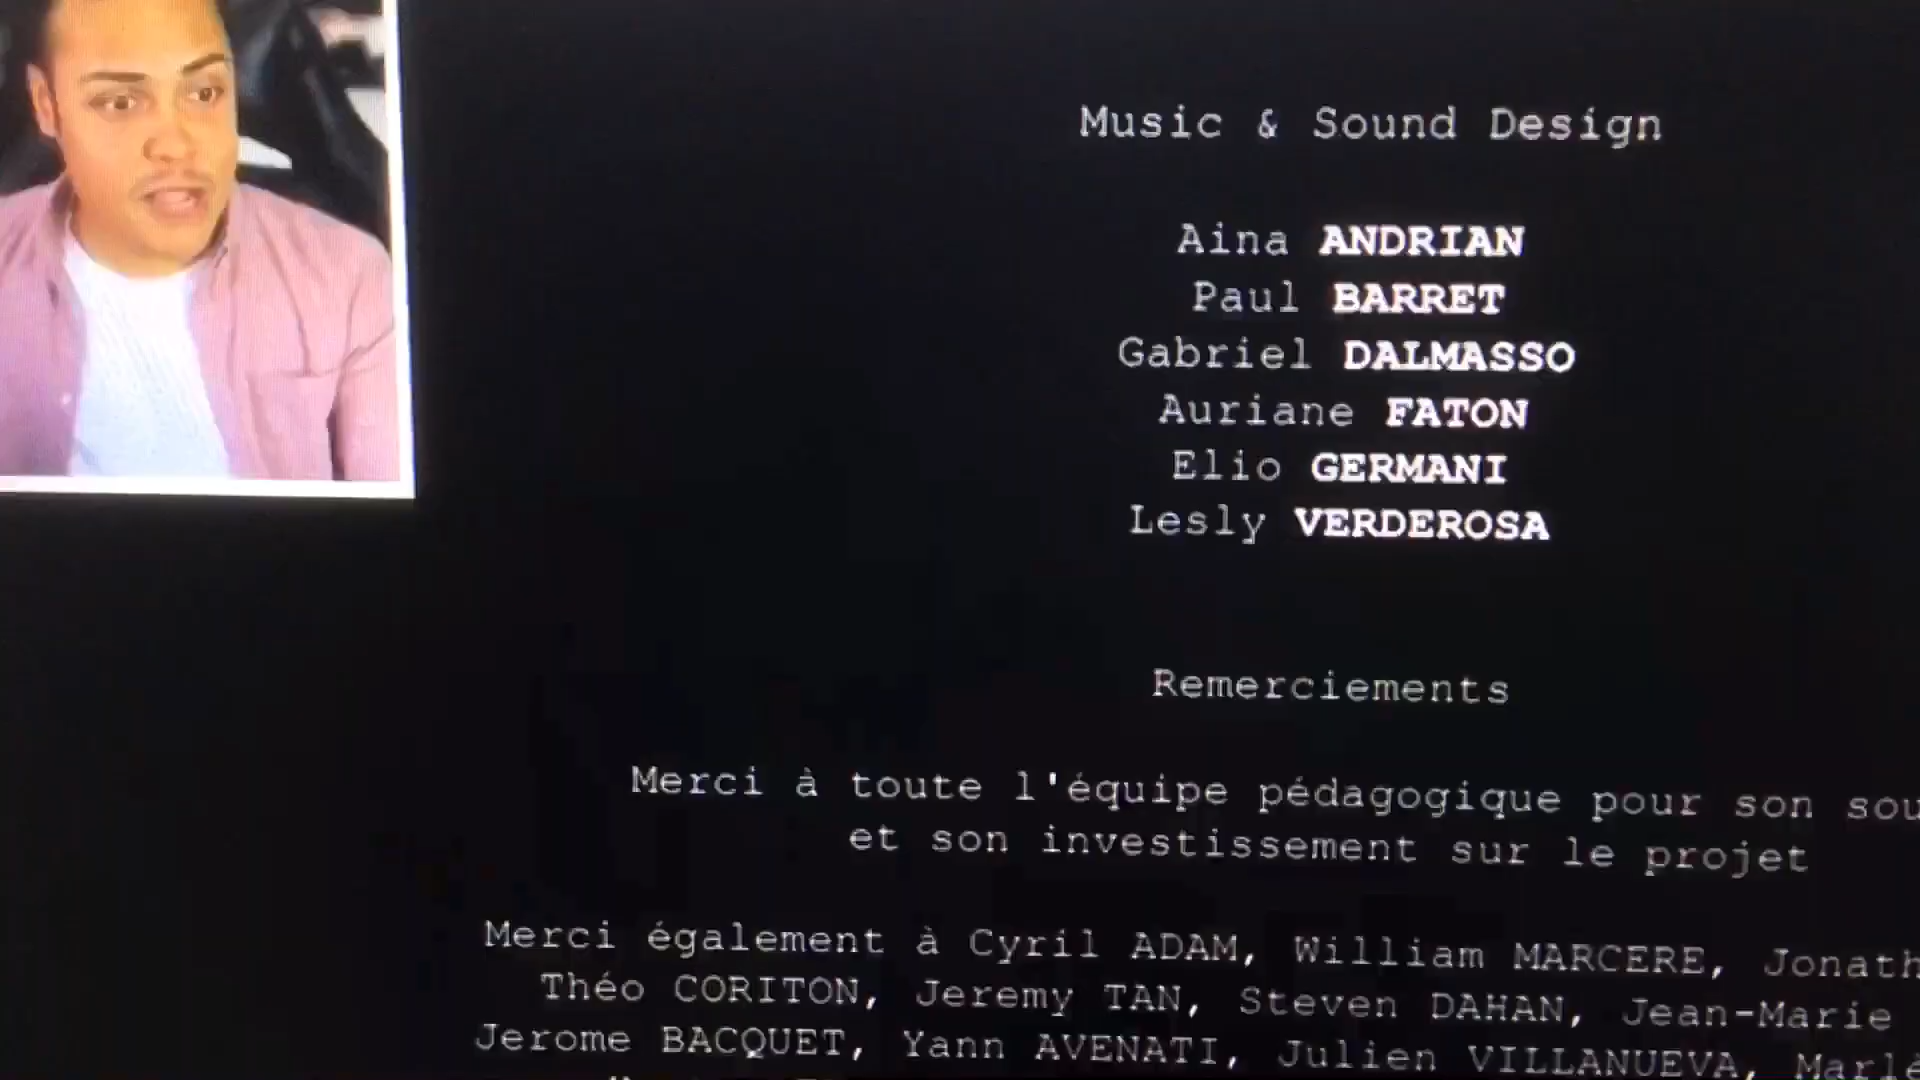 Music & Sound Design
Aina ANDRIAN
Paul BARRET
Gabriel DALMASSO
Auriane FATON
Elio GERMANI
Lesly VERDEROSA
Remerciements
Merci à toute l'équipe pédagogique pour son
et son investissement sur le projet
Merci également à Cyril ADAM, William MARCERE,
Théo CORITON, Jeremy TAN, Steven DAHAN, Jean-Marie
Jerome BACQUET, Yann AVENATI, Julien VILLANUEVA,